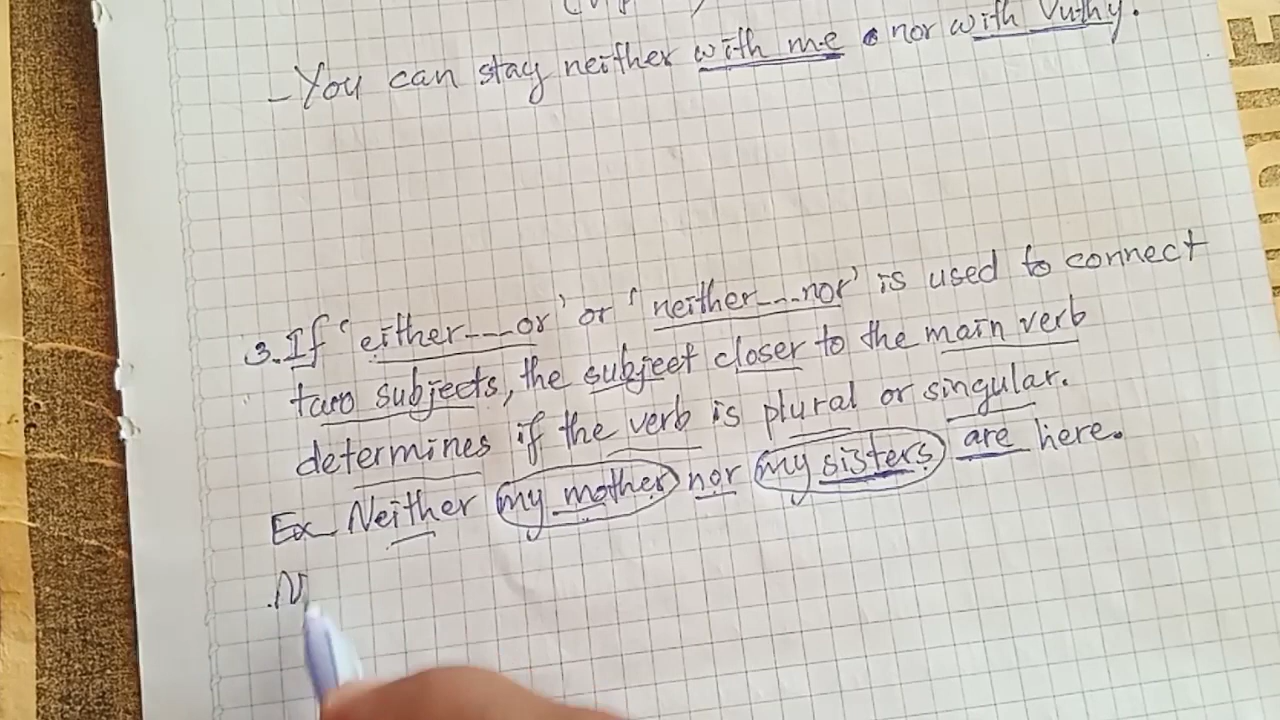 - You can stay neither with me nor with Vuthy.
3. If 'either---or' or 'neither---nor' is used to connect
two subjects, the subject closer to the main verb
determines if the verb is plural or singular.
Ex_ Neither my mother nor my sisters are here.
. N